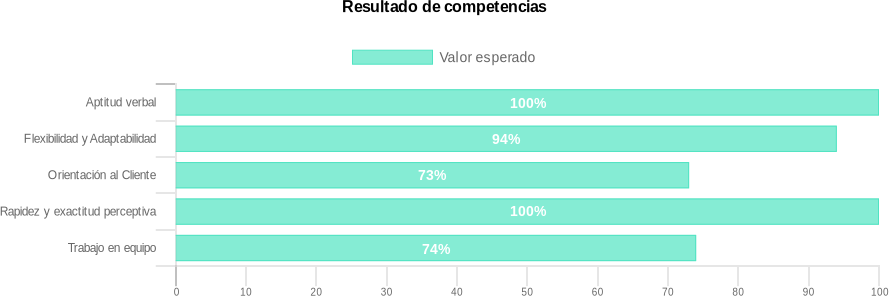 Resultado de competencias
Valor esperado
Aptitud verbal 100%
Flexibilidad y Adaptabilidad 94%
Orientación al Cliente 73%
Rapidez y exactitud perceptiva 100%
Trabajo en equipo 74%
0 10 20 30 40 50 60 70 80 90 100